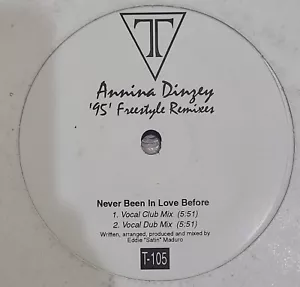 T
Annina Dinzey
'95' Freestyle Remixes
Never Been In Love Before
1. Vocal Club Mix (5:51)
2. Vocal Dub Mix (5:51)
Written, arranged, produced and mixed by
Eddie "Satin" Maduro
T-105